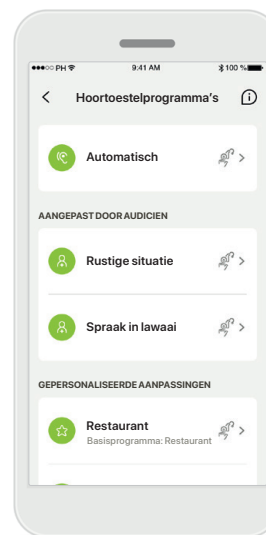 PH 9:41 AM 100 %
Hoortoestelprogramma's
Automatisch
AANGEPAST DOOR AUDICIEN
Rustige situatie
Spraak in lawaai
GEPERSONALISEERDE AANPASSINGEN
Restaurant
Basisprogramma: Restaurant